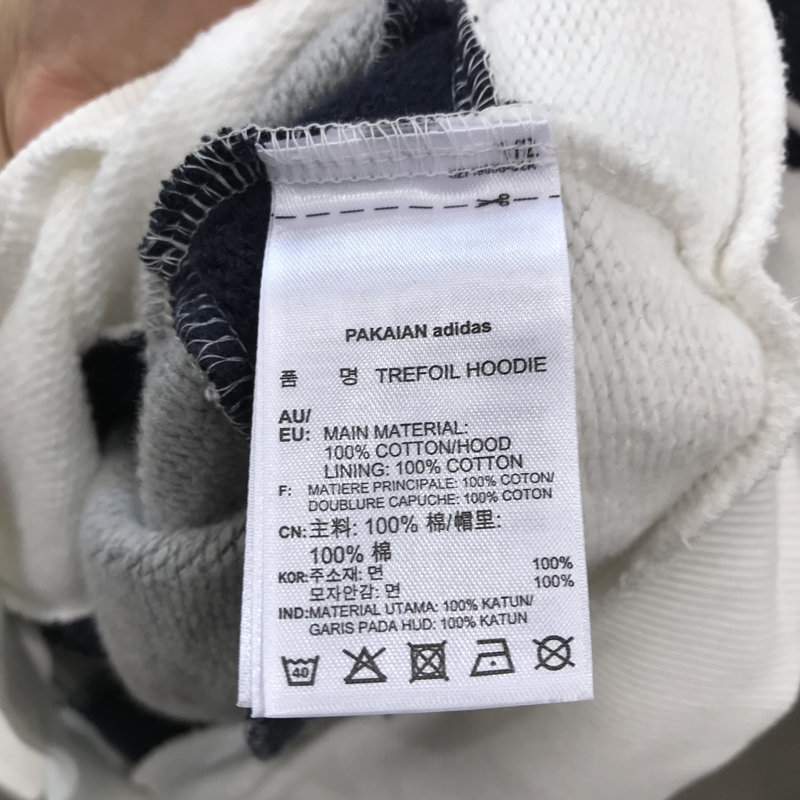 PAKAIAN adidas
품 명 TREFOIL HOODIE
AU/
EU: MAIN MATERIAL:
100% COTTON/HOOD
LINING: 100% COTTON
F: MATIERE PRINCIPALE: 100% COTON/
DOUBLURE CAPUCHE: 100% COTON
CN:主料: 100% 棉/帽里:
100% 棉
KOR:주소재: 면 100%
모자안감: 면 100%
IND:MATERIAL UTAMA: 100% KATUN/
GARIS PADA HUD: 100% KATUN
40